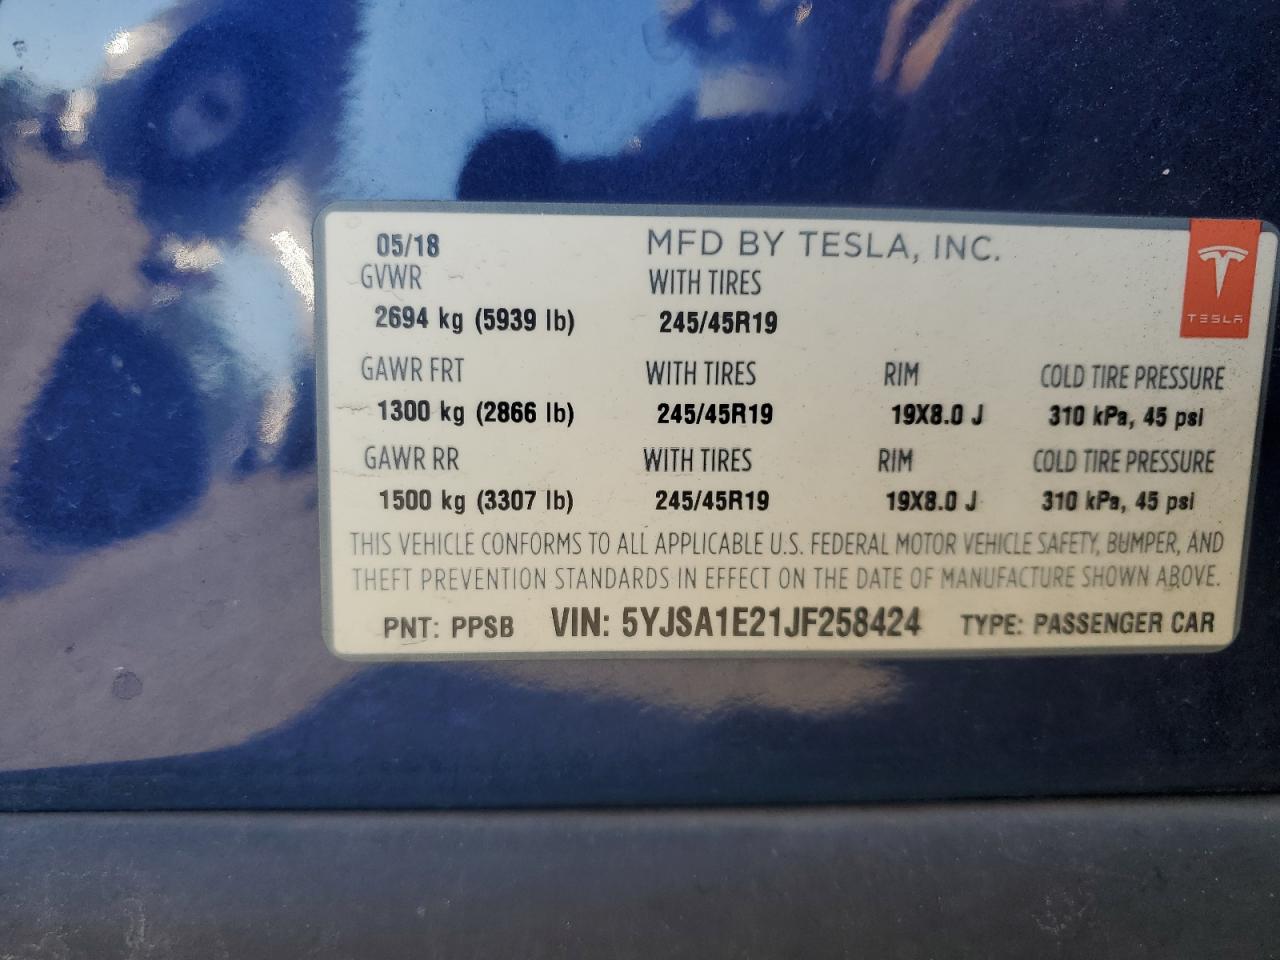 05/18 MFD BY TESLA, INC.
GVWR WITH TIRES
2694 kg (5939 lb) 245/45R19
TESLA
GAWR FRT WITH TIRES RIM COLD TIRE PRESSURE
1300 kg (2866 lb) 245/45R19 19X8.0 J 310 kPa, 45 psi
GAWR RR WITH TIRES RIM COLD TIRE PRESSURE
1500 kg (3307 lb) 245/45R19 19X8.0 J 310 kPa, 45 psi
THIS VEHICLE CONFORMS TO ALL APPLICABLE U.S. FEDERAL MOTOR VEHICLE SAFETY, BUMPER, AND
THEFT PREVENTION STANDARDS IN EFFECT ON THE DATE OF MANUFACTURE SHOWN ABOVE.
PNT: PPSB VIN: 5YJSA1E21JF258424 TYPE: PASSENGER CAR